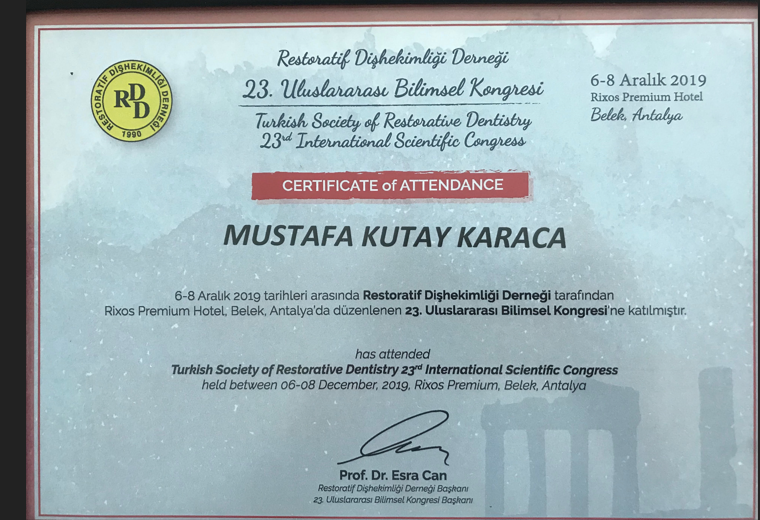 RESTORATİF DİŞHEKİMLİĞİ DERNEĞİ
RDD
1990
Restoratif Dişhekimliği Derneği
23. Uluslararası Bilimsel Kongresi
Turkish Society of Restorative Dentistry
23rd International Scientific Congress
6-8 Aralık 2019
Rixos Premium Hotel
Belek, Antalya
CERTIFICATE of ATTENDANCE
MUSTAFA KUTAY KARACA
6-8 Aralık 2019 tarihleri arasında Restoratif Dişhekimliği Derneği tarafından
Rixos Premium Hotel, Belek, Antalya'da düzenlenen 23. Uluslararası Bilimsel Kongresi'ne katılmıştır.
has attended
Turkish Society of Restorative Dentistry 23rd International Scientific Congress
held between 06-08 December, 2019, Rixos Premium, Belek, Antalya
Prof. Dr. Esra Can
Restoratif Dişhekimliği Derneği Başkanı
23. Uluslararası Bilimsel Kongresi Başkanı